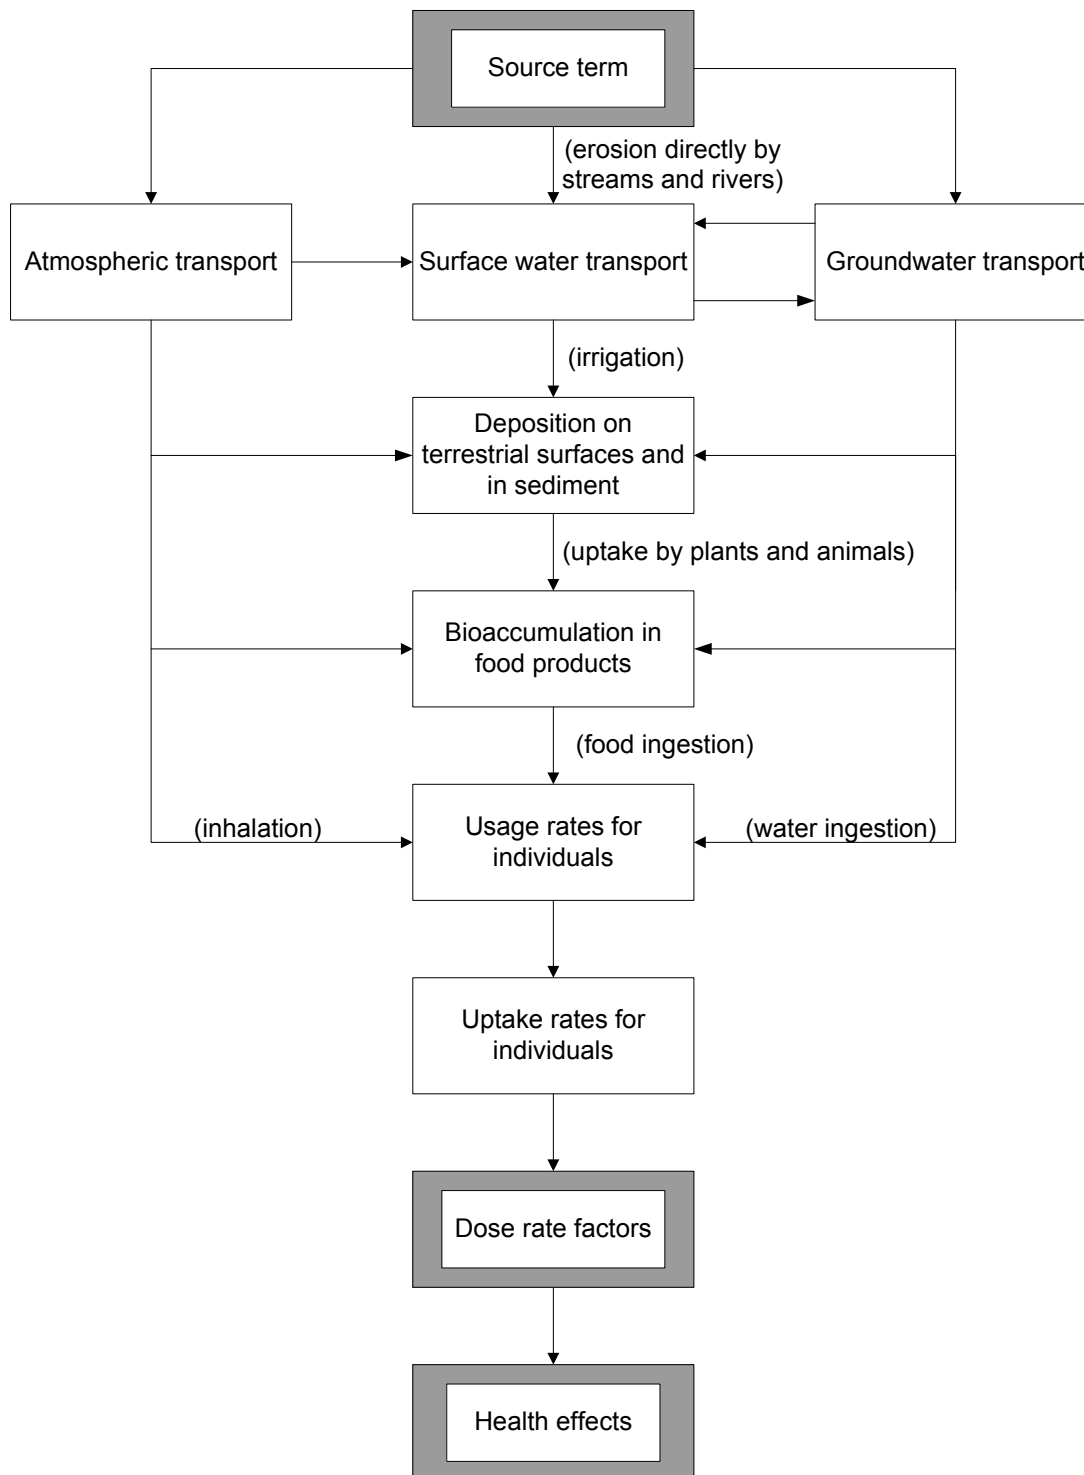 Source term
(erosion directly by
streams and rivers)
Atmospheric transport
Surface water transport
Groundwater transport
(irrigation)
Deposition on
terrestrial surfaces and
in sediment
(uptake by plants and animals)
Bioaccumulation in
food products
(food ingestion)
(inhalation)
Usage rates for
individuals
(water ingestion)
Uptake rates for
individuals
Dose rate factors
Health effects